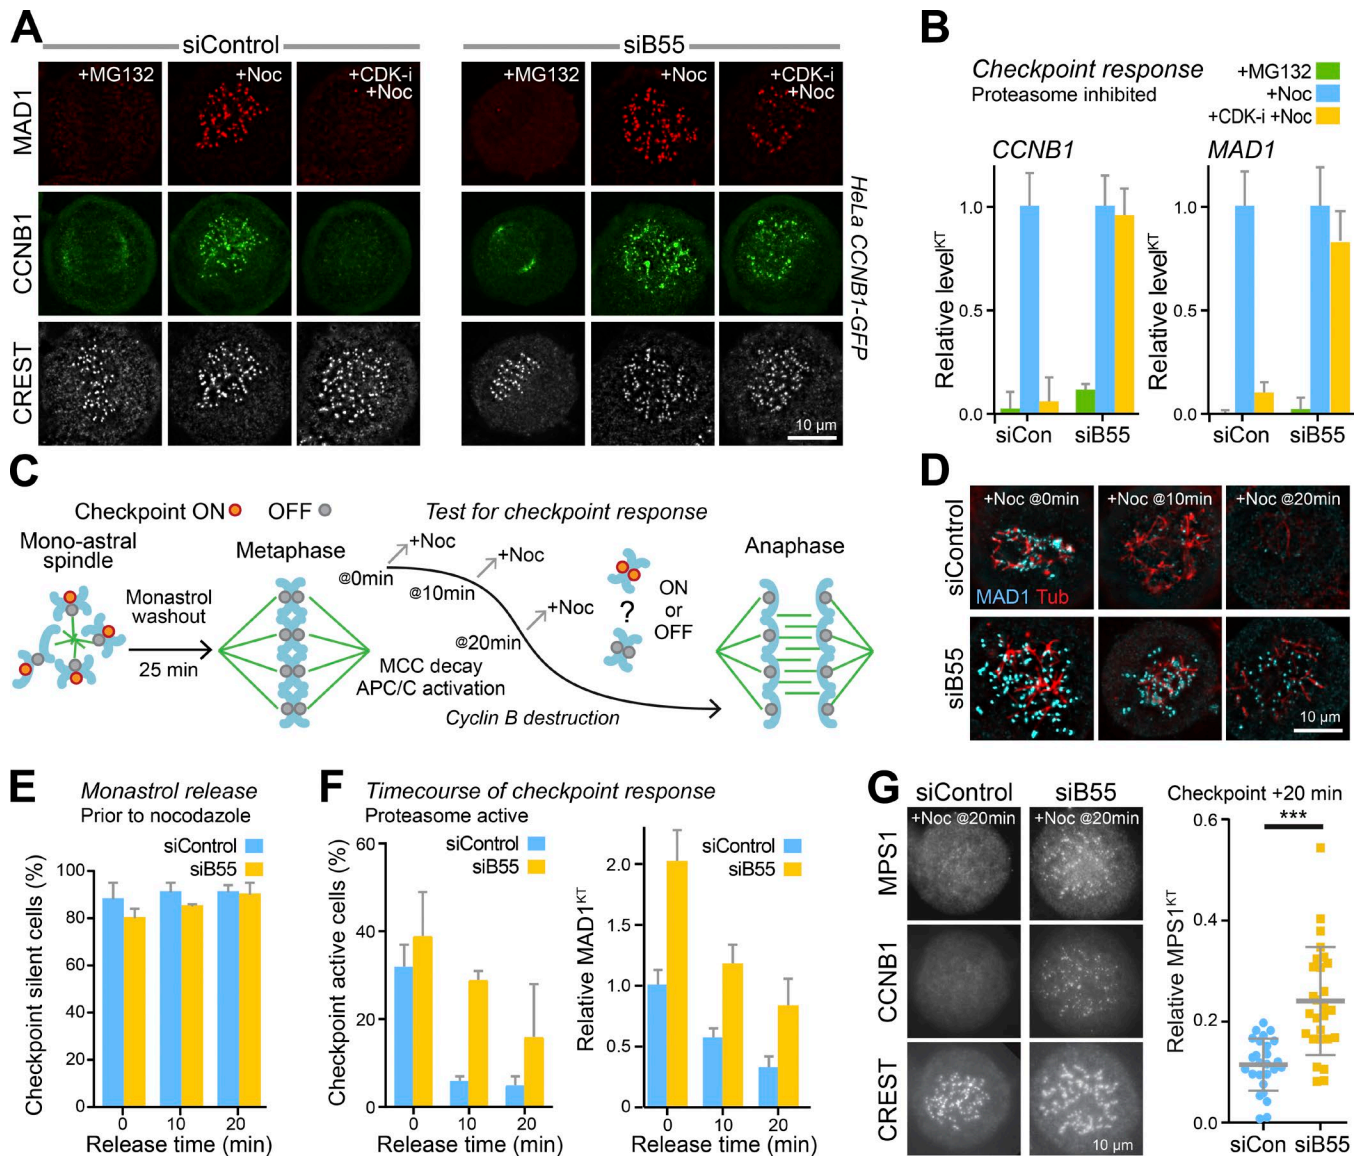 A
siControl
siB55
+MG132
+Noc
+CDK-i
+Noc
+MG132
+Noc
+CDK-i
+Noc
MAD1
CCNB1
CREST
HeLa CCNB1-GFP
10 µm
B
Checkpoint response
Proteasome inhibited
+MG132
+Noc
+CDK-i +Noc
CCNB1
MAD1
Relative levelKT
1.0
0.5
0.0
siCon
siB55
Relative levelKT
1.0
0.5
0.0
siCon
siB55
C
Checkpoint ON
OFF
Test for checkpoint response
Mono-astral
spindle
Metaphase
Anaphase
+Noc
+Noc
+Noc
@0min
@10min
@20min
Monastrol
washout
25 min
?
ON
or
OFF
MCC decay
APC/C activation
Cyclin B destruction
D
siControl
siB55
+Noc @0min
+Noc @10min
+Noc @20min
MAD1 Tub
10 µm
E
Monastrol release
Prior to nocodazole
siControl
siB55
Checkpoint silent cells (%)
100
80
60
40
20
0
0
10
20
Release time (min)
F
Timecourse of checkpoint response
Proteasome active
siControl
siB55
Checkpoint active cells (%)
60
40
20
0
0
10
20
Release time (min)
siControl
siB55
Relative MAD1KT
2.0
1.5
1.0
0.5
0
0
10
20
Release time (min)
G
siControl
siB55
+Noc @20min
+Noc @20min
MPS1
CCNB1
CREST
10 µm
Checkpoint +20 min
***
Relative MPS1KT
0.6
0.4
0.2
0.0
siCon
siB55